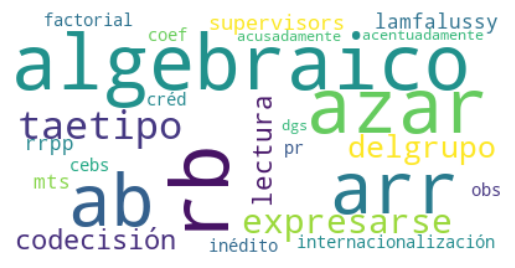 factorial
supervisors
lamfalussy
coef
acusadamente
acentuadamente
algebraico
créd
azar
taetipo
lectura
rrpp
dgs
delgrupo
pr
rb
cebs
mts
ab
arr
obs
expresarse
codecisión
inédito
internacionalización